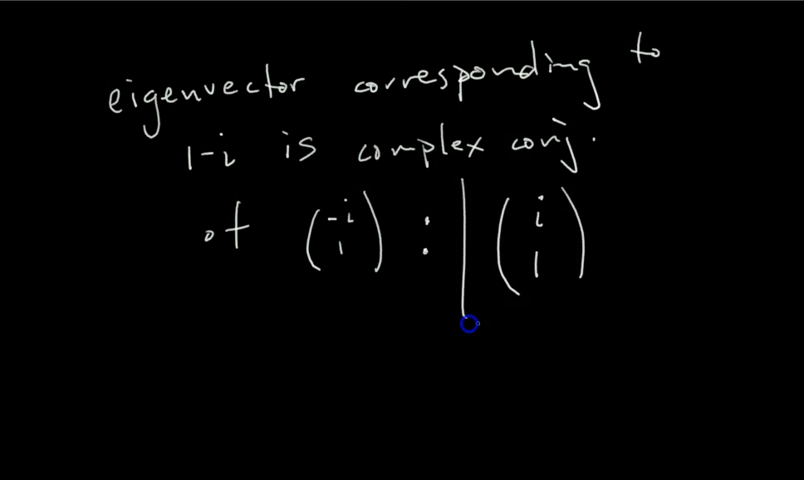 eigenvector corresponding to
1-i is complex conj.
of (-i 1) : | (i 1)